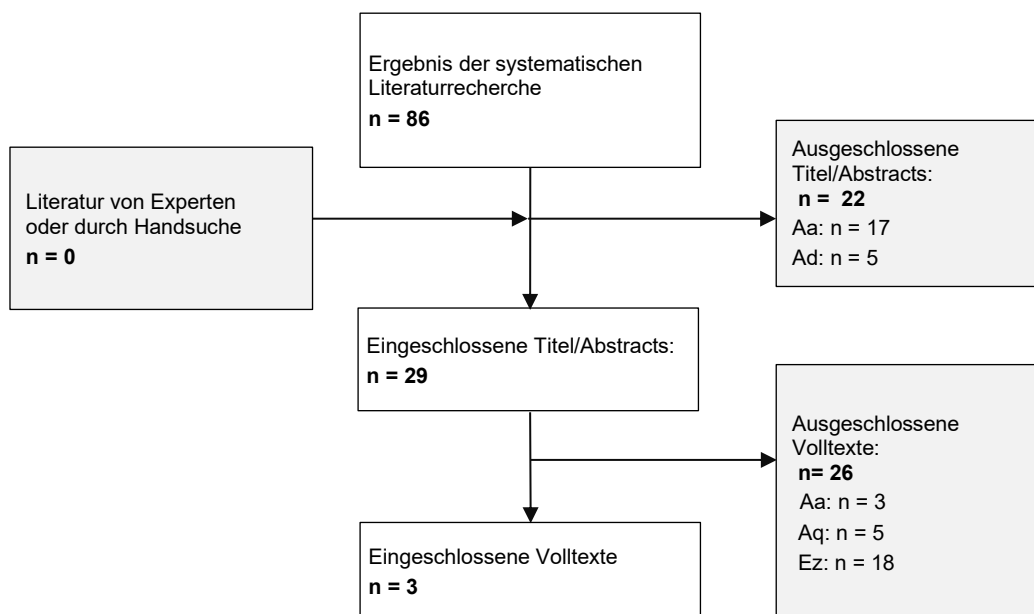 Ergebnis der systematischen
Literaturrecherche
n = 86
Literatur von Experten
oder durch Handsuche
n = 0
Ausgeschlossene
Titel/Abstracts:
n = 22
Aa: n = 17
Ad: n = 5
Eingeschlossene Titel/Abstracts:
n = 29
Ausgeschlossene
Volltexte:
n= 26
Aa: n = 3
Aq: n = 5
Ez: n = 18
Eingeschlossene Volltexte
n = 3